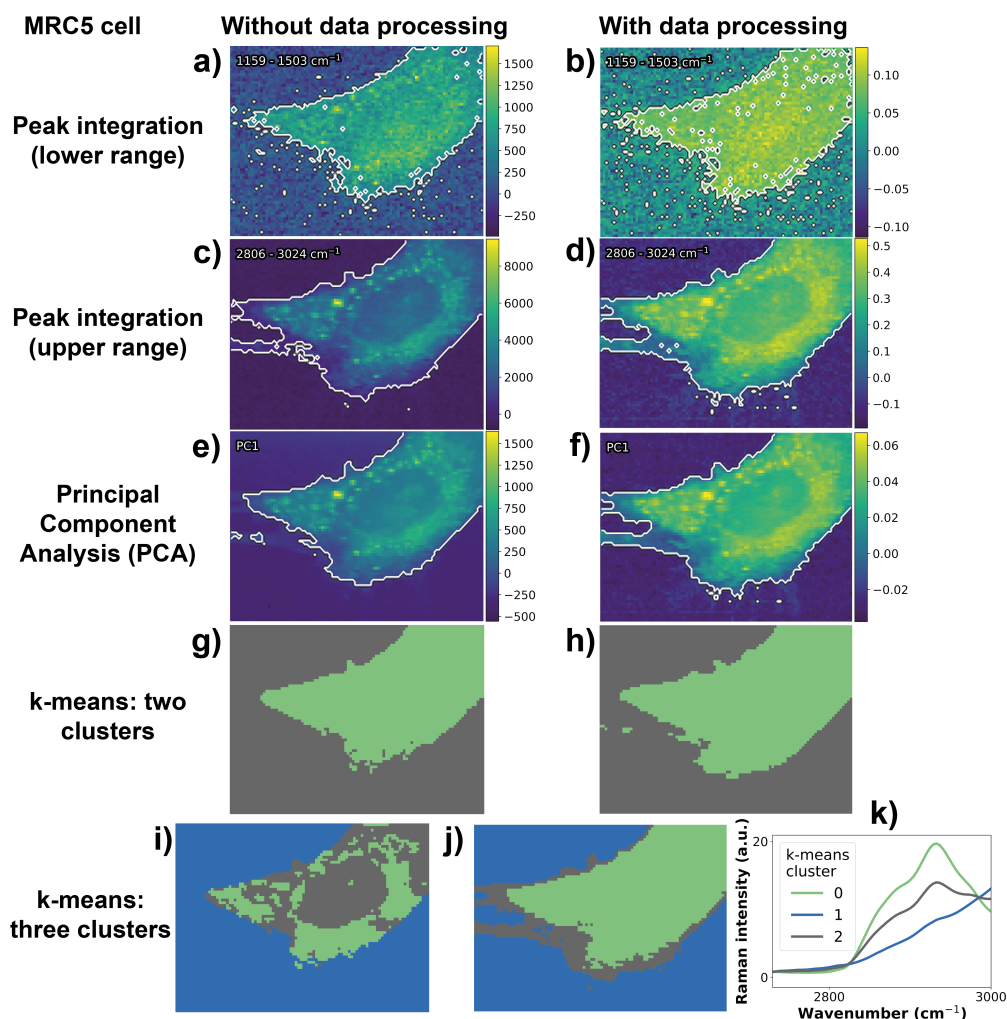 MRC5 cell
Without data processing
With data processing
a)
1159 - 1503 cm⁻¹
1500
1250
1000
750
500
250
0
−250
b)
1159 - 1503 cm⁻¹
0.10
0.05
0.00
−0.05
−0.10
Peak integration
(lower range)
c)
2806 - 3024 cm⁻¹
8000
6000
4000
2000
0
d)
2806 - 3024 cm⁻¹
0.5
0.4
0.3
0.2
0.1
0.0
−0.1
Peak integration
(upper range)
e)
PC1
1500
1250
1000
750
500
250
0
−250
−500
f)
PC1
0.06
0.04
0.02
0.00
−0.02
Principal
Component
Analysis (PCA)
g)
h)
k-means: two
clusters
i)
j)
k-means:
three clusters
k)
Raman intensity (a.u.)
20
0
k-means
cluster
0
1
2
2800
3000
Wavenumber (cm⁻¹)